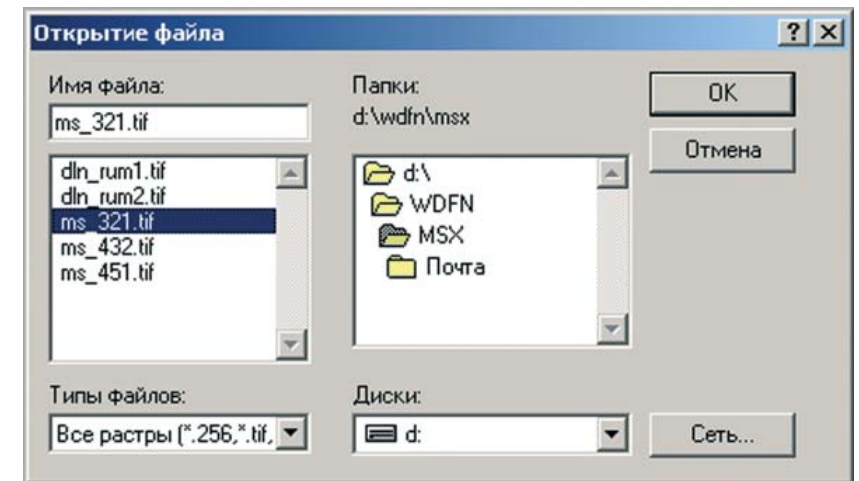 Открытие файла
Имя файла:
ms_321.tif
dln_rum1.tif
dln_rum2.tif
ms_321.tif
ms_432.tif
ms_451.tif
Типы файлов:
Все растры (*.256,*.tif,
Папки:
d:\wdfn\msx
d:\
WDFN
MSX
Почта
Диски:
d:
OK
Отмена
Сеть...